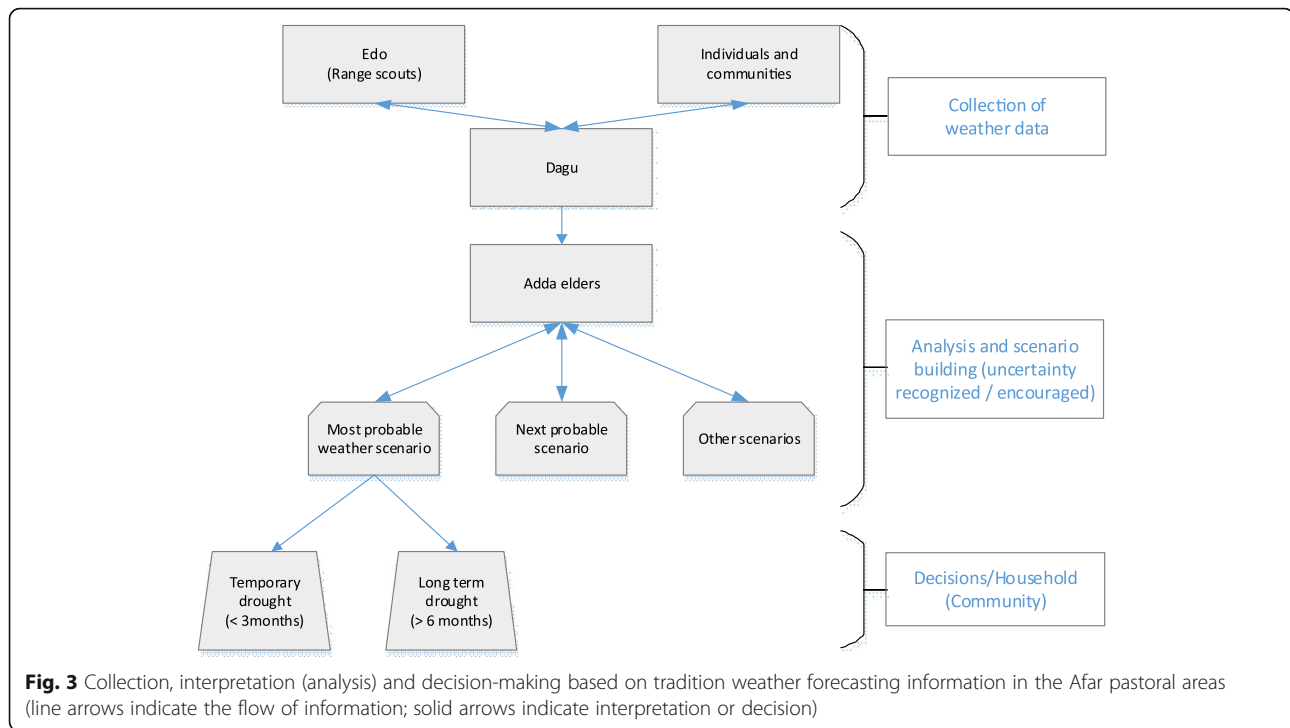 Edo
(Range scouts)
Individuals and
communities
Collection of
weather data
Dagu
Adda elders
Analysis and scenario
building (uncertainty
recognized / encouraged)
Most probable
weather scenario
Next probable
scenario
Other scenarios
Temporary
drought
(< 3months)
Long term
drought
(> 6 months)
Decisions/Household
(Community)
Fig. 3 Collection, interpretation (analysis) and decision-making based on tradition weather forecasting information in the Afar pastoral areas
(line arrows indicate the flow of information; solid arrows indicate interpretation or decision)